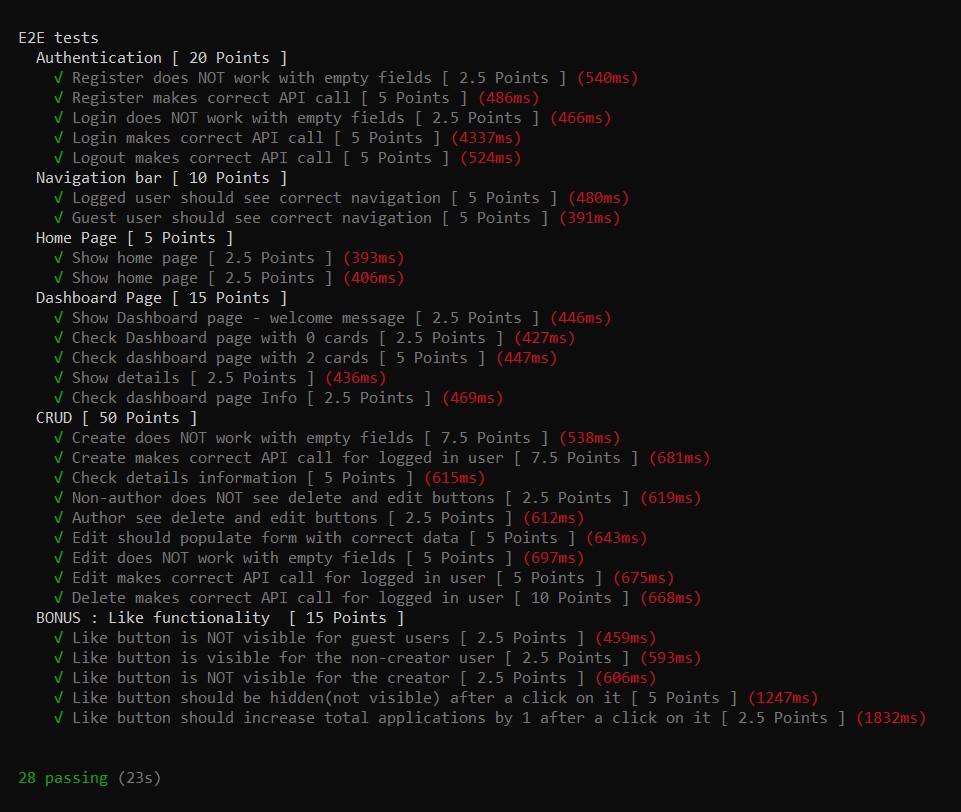 E2E tests
Authentication [ 20 Points ]
√ Register does NOT work with empty fields [ 2.5 Points ] (540ms)
√ Register makes correct API call [ 5 Points ] (486ms)
√ Login does NOT work with empty fields [ 2.5 Points ] (466ms)
√ Login makes correct API call [ 5 Points ] (4337ms)
√ Logout makes correct API call [ 5 Points ] (524ms)
Navigation bar [ 10 Points ]
√ Logged user should see correct navigation [ 5 Points ] (480ms)
√ Guest user should see correct navigation [ 5 Points ] (391ms)
Home Page [ 5 Points ]
√ Show home page [ 2.5 Points ] (393ms)
√ Show home page [ 2.5 Points ] (406ms)
Dashboard Page [ 15 Points ]
√ Show Dashboard page - welcome message [ 2.5 Points ] (446ms)
√ Check Dashboard page with 0 cards [ 2.5 Points ] (427ms)
√ Check dashboard page with 2 cards [ 5 Points ] (447ms)
√ Show details [ 2.5 Points ] (436ms)
√ Check dashboard page Info [ 2.5 Points ] (469ms)
CRUD [ 50 Points ]
√ Create does NOT work with empty fields [ 7.5 Points ] (538ms)
√ Create makes correct API call for logged in user [ 7.5 Points ] (681ms)
√ Check details information [ 5 Points ] (615ms)
√ Non-author does NOT see delete and edit buttons [ 2.5 Points ] (619ms)
√ Author see delete and edit buttons [ 2.5 Points ] (612ms)
√ Edit should populate form with correct data [ 5 Points ] (643ms)
√ Edit does NOT work with empty fields [ 5 Points ] (697ms)
√ Edit makes correct API call for logged in user [ 5 Points ] (675ms)
√ Delete makes correct API call for logged in user [ 10 Points ] (668ms)
BONUS : Like functionality  [ 15 Points ]
√ Like button is NOT visible for guest users [ 2.5 Points ] (459ms)
√ Like button is visible for the non-creator user [ 2.5 Points ] (593ms)
√ Like button is NOT visible for the creator [ 2.5 Points ] (606ms)
√ Like button should be hidden(not visible) after a click on it [ 5 Points ] (1247ms)
√ Like button should increase total applications by 1 after a click on it [ 2.5 Points ] (1832ms)
28 passing (23s)